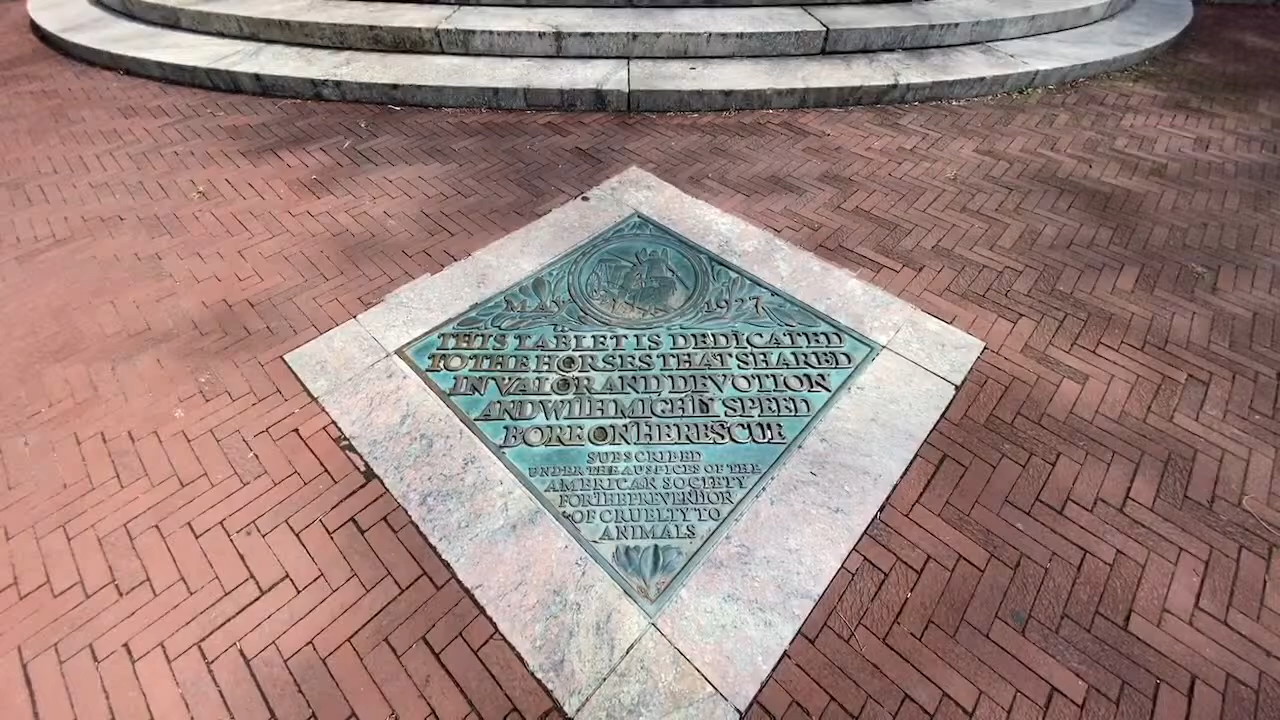 MAY 1927
THIS TABLET IS DEDICATED
TO THE HORSES THAT SHARED
IN VALOR AND DEVOTION
AND WITH MIGHTY SPEED
BORE ON THE RESCUE
SUBSCRIBED
UNDER THE AUSPICES OF THE
AMERICAN SOCIETY
FOR THE PREVENTION
OF CRUELTY TO
ANIMALS